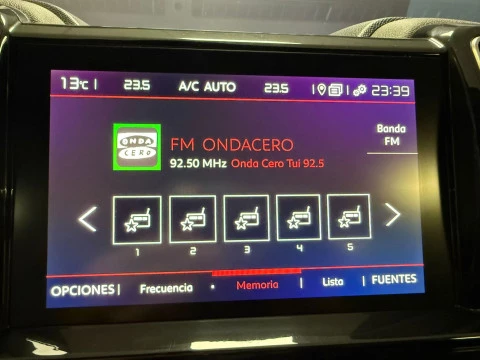 13°C | 23.5 A/C AUTO 23.5 23:39
ONDA
CERO
FM ONDACERO
92.50 MHz Onda Cero Tui 92.5
Banda
FM
1 2 3 4 5
OPCIONES | Frecuencia • Memoria | Lista | FUENTES